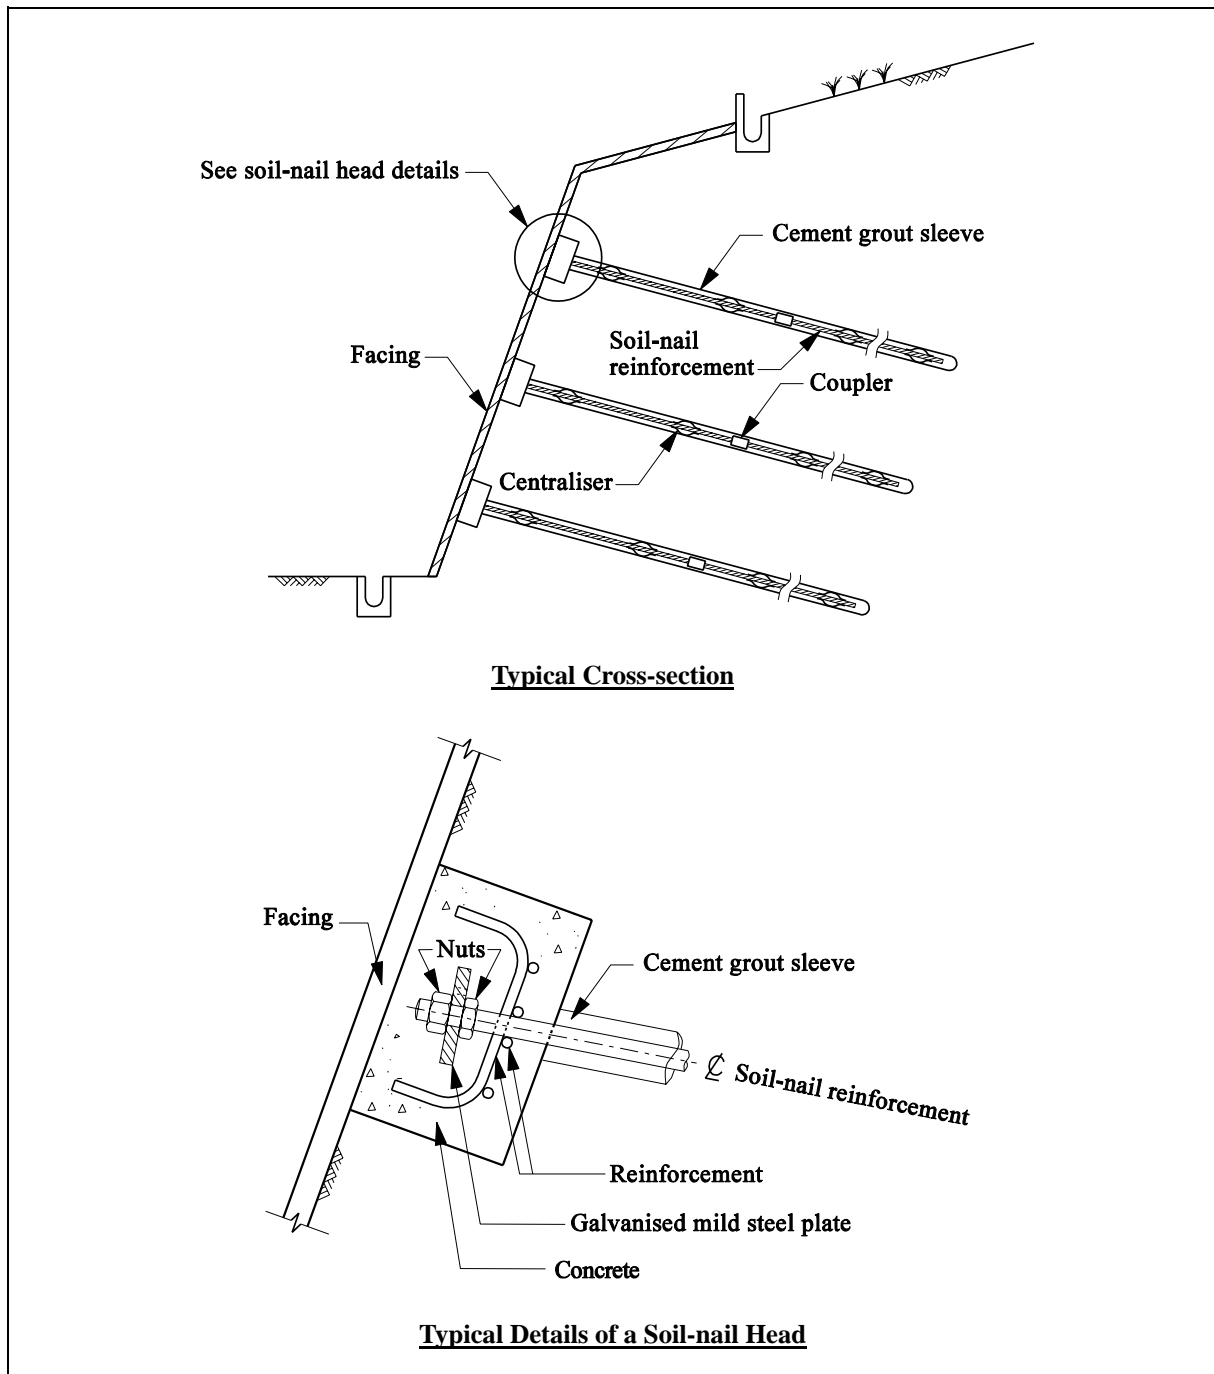 See soil-nail head details
Cement grout sleeve
Soil-nail
reinforcement
Facing
Coupler
Centraliser
Typical Cross-section
Facing
Nuts
Cement grout sleeve
℄ Soil-nail reinforcement
Reinforcement
Galvanised mild steel plate
Concrete
Typical Details of a Soil-nail Head